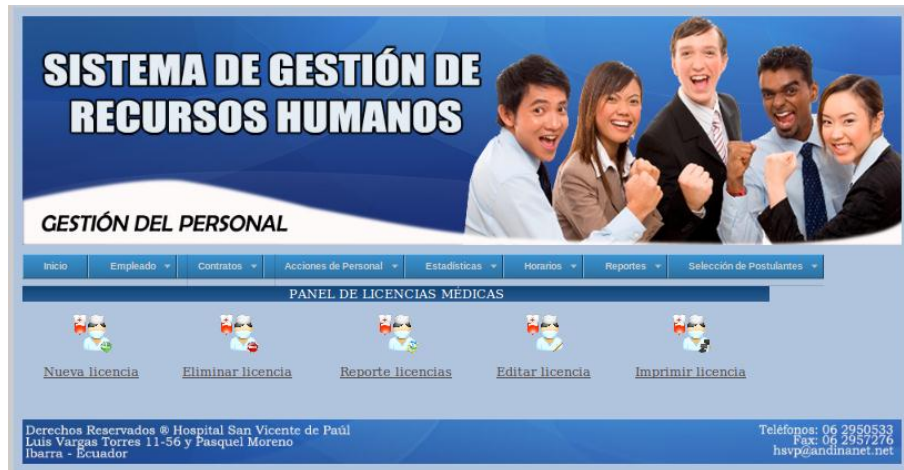 SISTEMA DE GESTIÓN DE
RECURSOS HUMANOS
GESTIÓN DEL PERSONAL
Inicio Empleado Contratos Acciones de Personal Estadísticas Horarios Reportes Selección de Postulantes
PANEL DE LICENCIAS MÉDICAS
Nueva licencia Eliminar licencia Reporte licencias Editar licencia Imprimir licencia
Derechos Reservados ® Hospital San Vicente de Paúl
Luis Vargas Torres 11-56 y Pasquel Moreno
Ibarra - Ecuador
Teléfonos: 06 2950533
Fax: 06 2957276
hsvp@andinanet.net